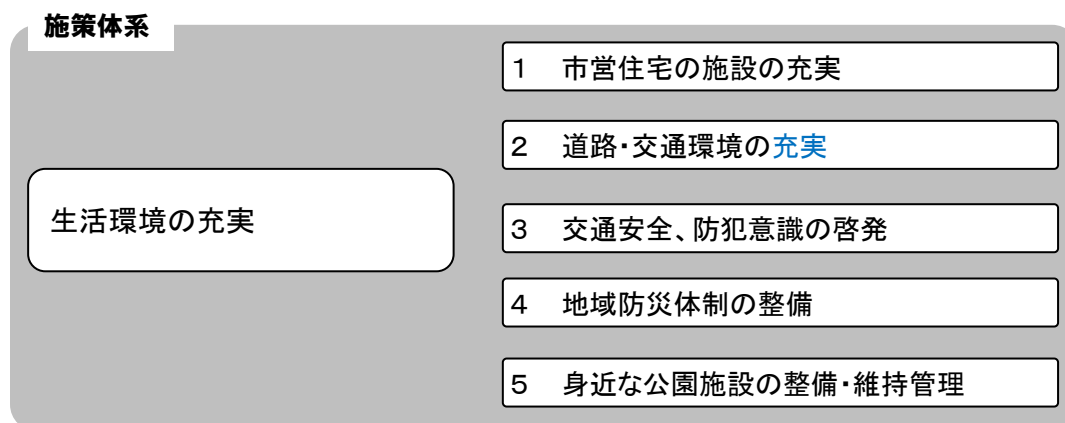 施策体系
1 市営住宅の施設の充実
2 道路・交通環境の充実
生活環境の充実
3 交通安全、防犯意識の啓発
4 地域防災体制の整備
5 身近な公園施設の整備・維持管理